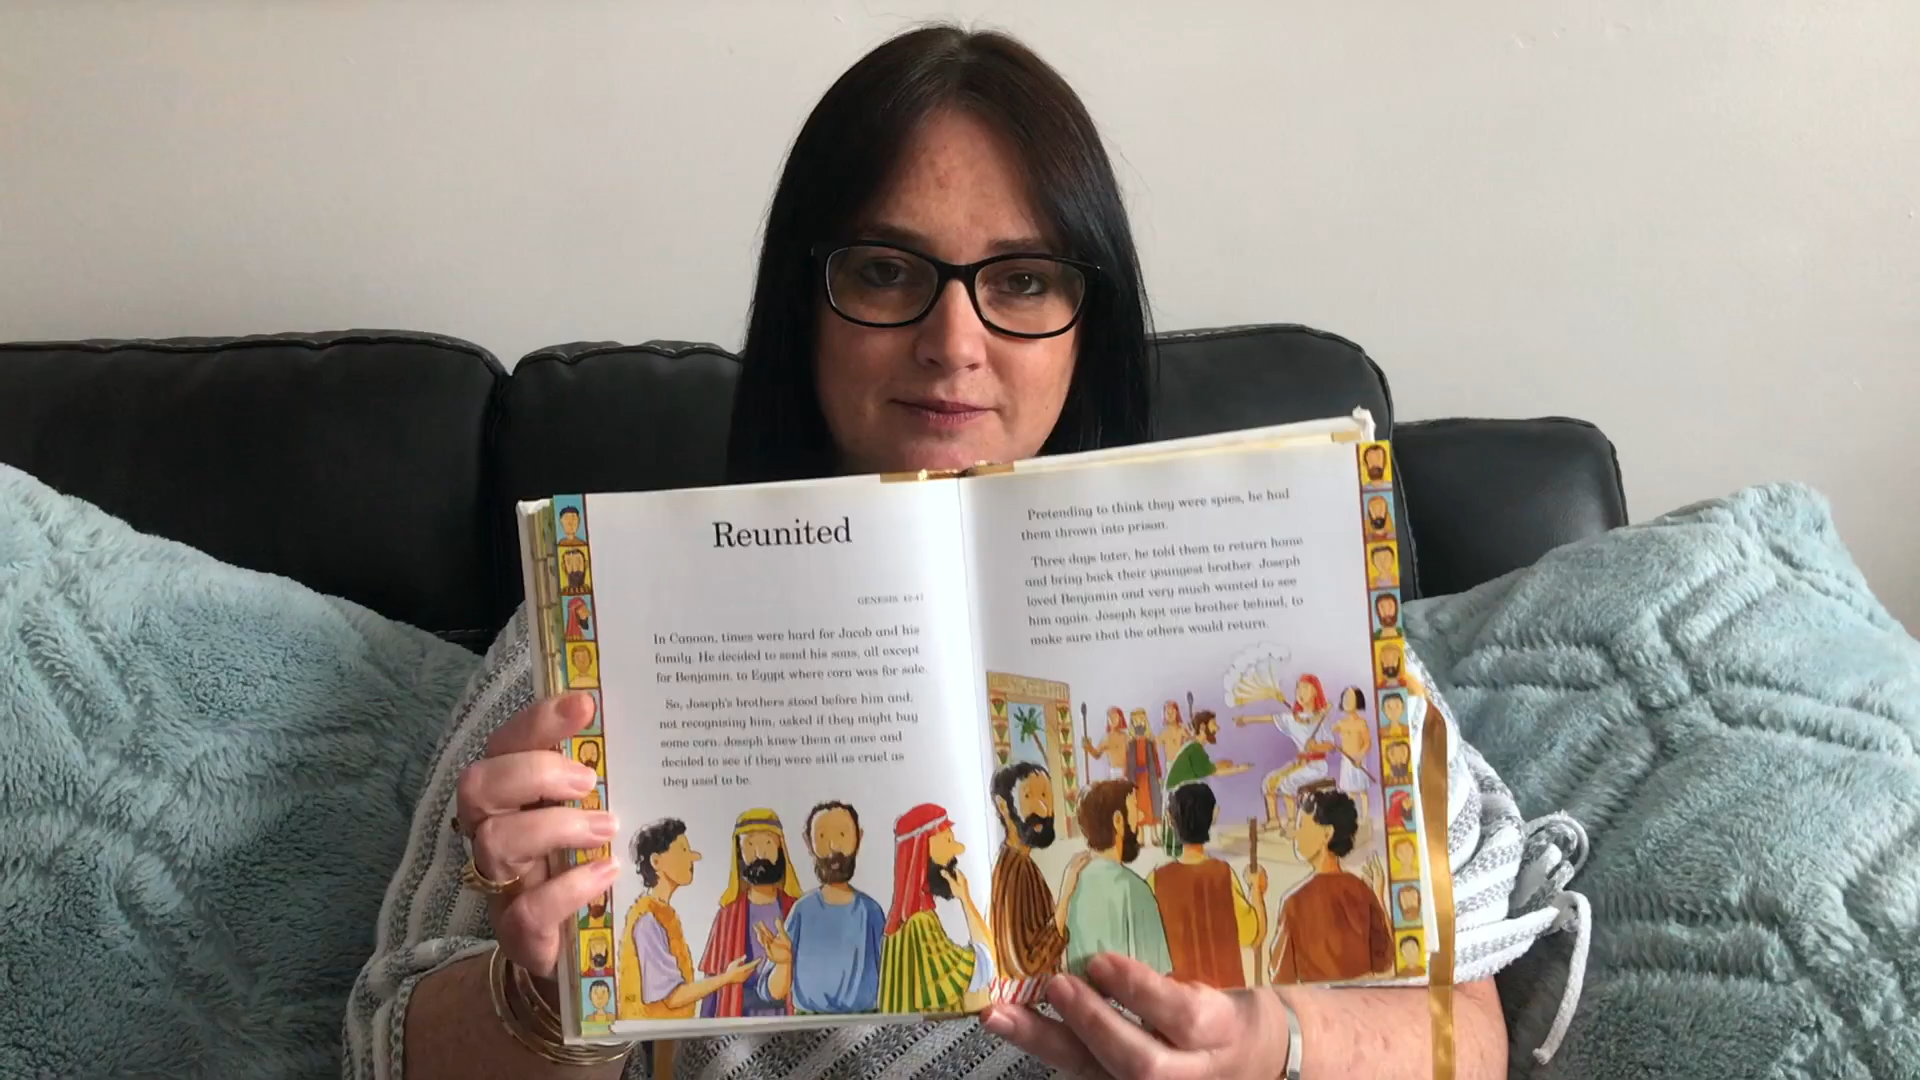 Reunited
GENESIS 42-47
In Canaan, times were hard for Jacob and his
family. He decided to send his sons, all except
for Benjamin, to Egypt where corn was for sale.
So, Joseph's brothers stood before him and,
not recognising him, asked if they might buy
some corn. Joseph knew them at once and
decided to see if they were still as cruel as
they used to be.
Pretending to think they were spies, he had
them thrown into prison.
Three days later, he told them to return home
and bring back their youngest brother. Joseph
loved Benjamin and very much wanted to see
him again. Joseph kept one brother behind, to
make sure that the others would return.